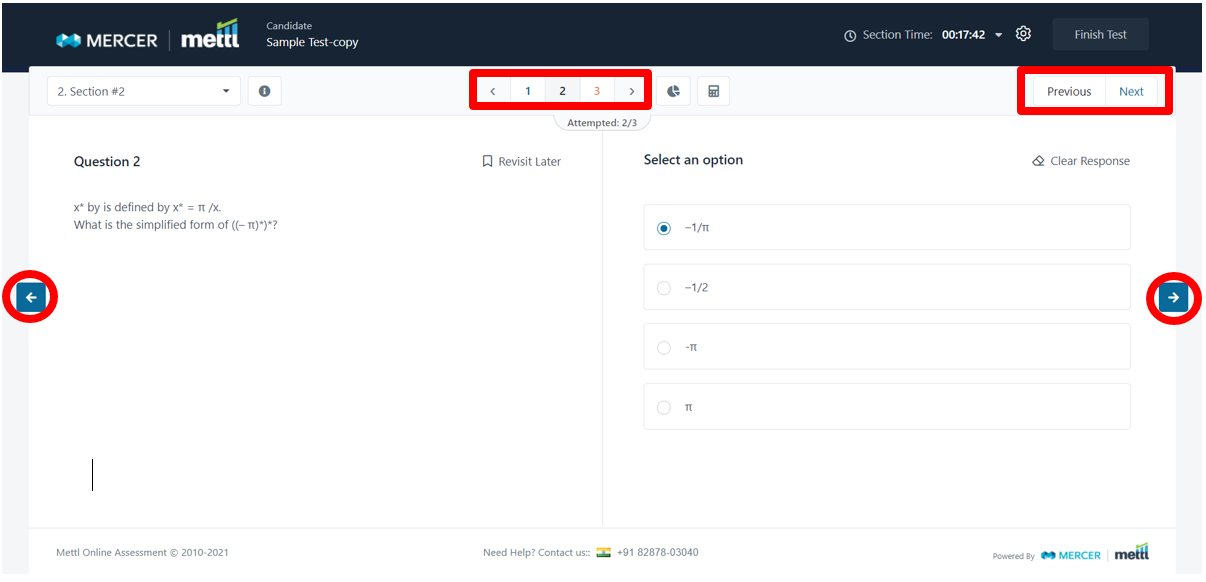 MERCER | mettl
Candidate
Sample Test-copy
Section Time: 00:17:42
Finish Test
2. Section #2
1 2 3
Previous Next
Attempted: 2/3
Question 2
Revisit Later
x* by is defined by x* = π /x.
What is the simplified form of ((– π)*)*?
Select an option
Clear Response
–1/π
–1/2
-π
π
Mettl Online Assessment © 2010-2021
Need Help? Contact us:: +91 82878-03040
Powered By MERCER | mettl